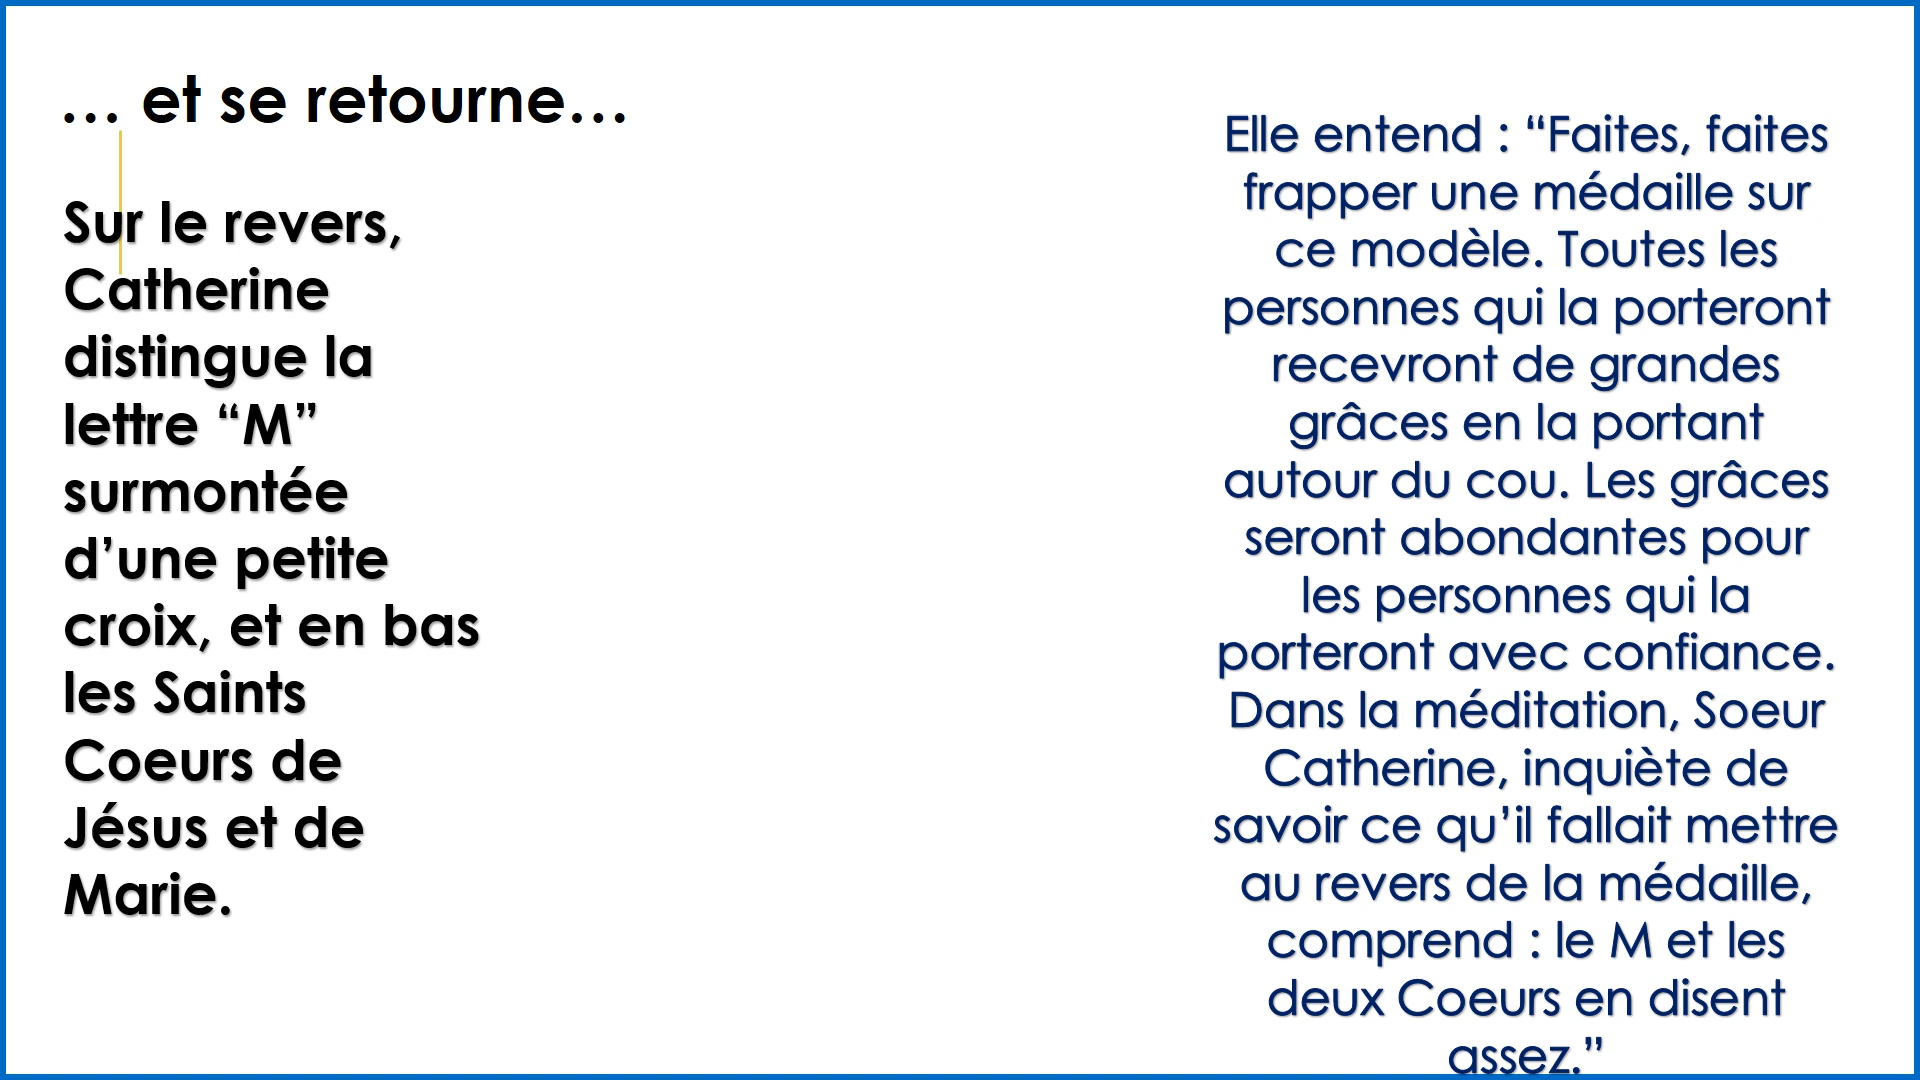 … et se retourne…
Sur le revers,
Catherine
distingue la
lettre “M”
surmontée
d’une petite
croix, et en bas
les Saints
Coeurs de
Jésus et de
Marie.
Elle entend : “Faites, faites
frapper une médaille sur
ce modèle. Toutes les
personnes qui la porteront
recevront de grandes
grâces en la portant
autour du cou. Les grâces
seront abondantes pour
les personnes qui la
porteront avec confiance.
Dans la méditation, Soeur
Catherine, inquiète de
savoir ce qu’il fallait mettre
au revers de la médaille,
comprend : le M et les
deux Coeurs en disent
assez.”